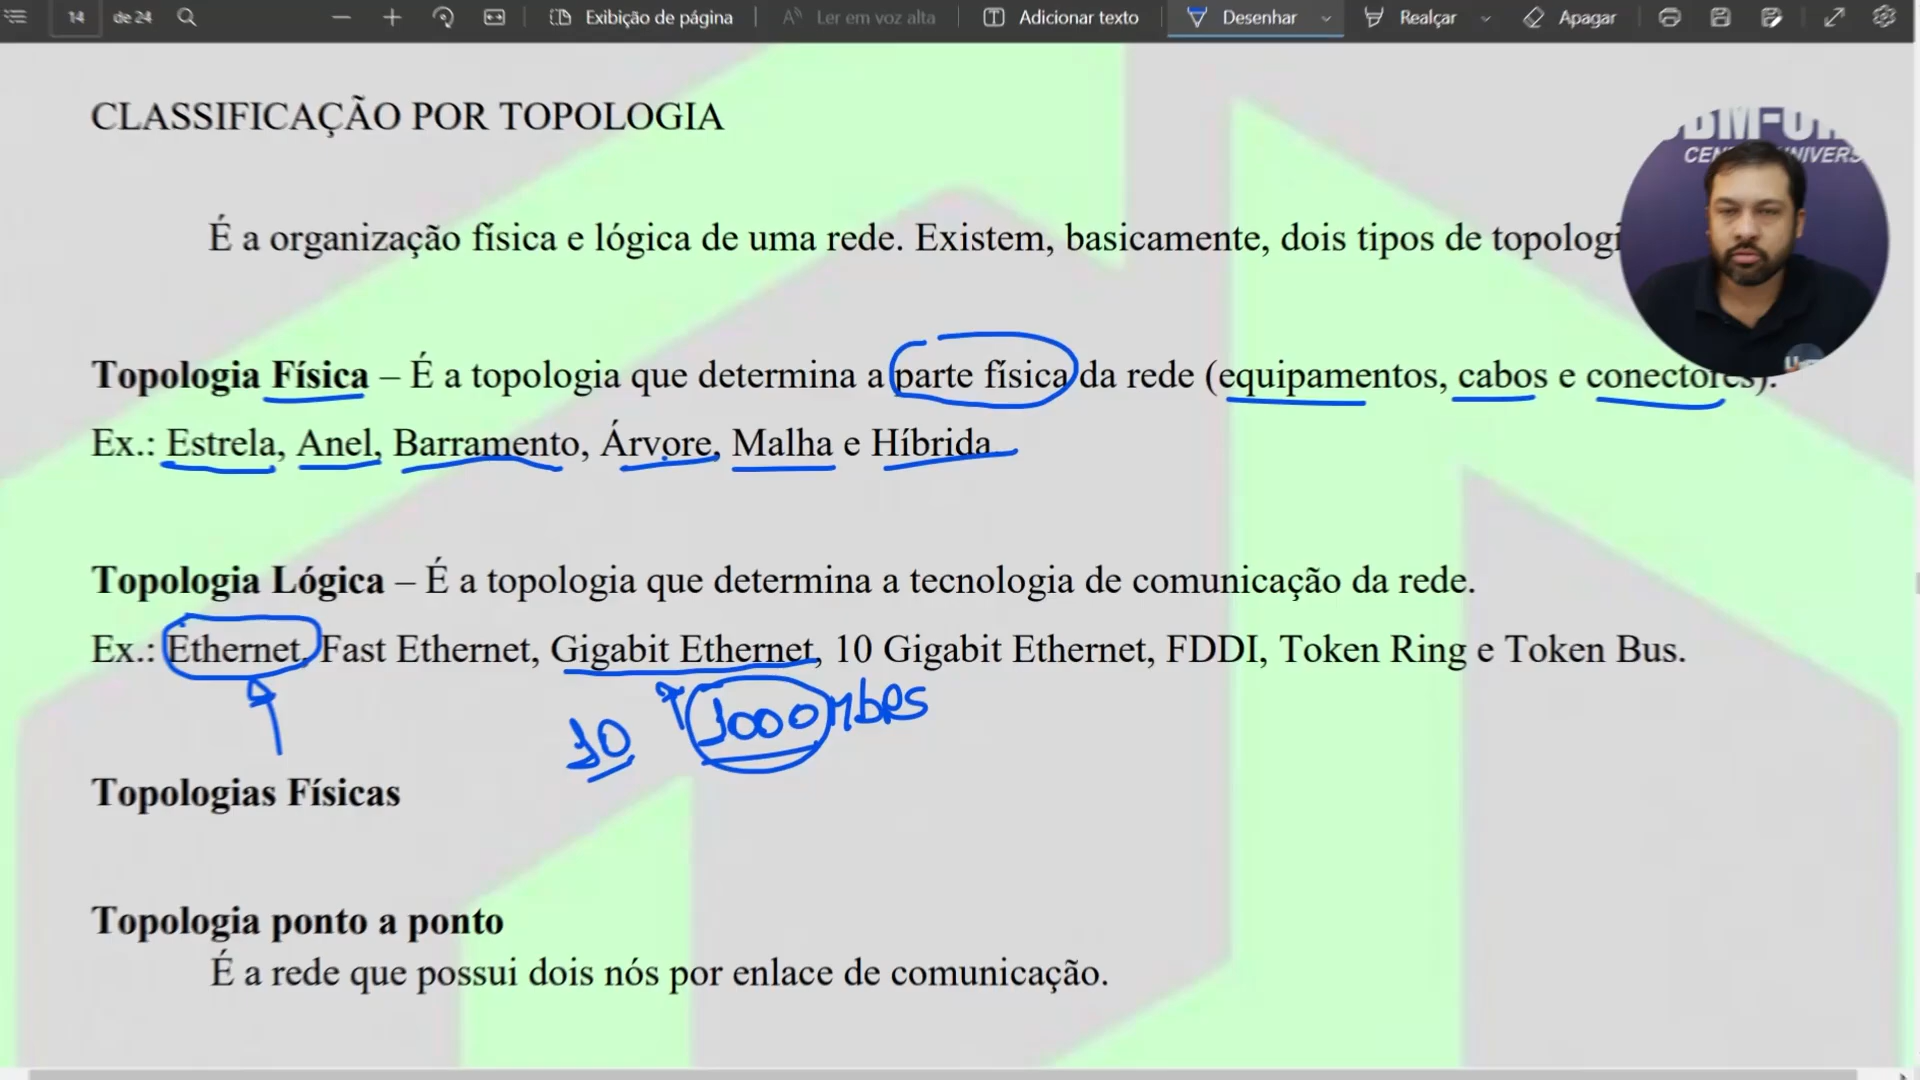 14 de 24 Exibição de página Ler em voz alta Adicionar texto Desenhar Realçar Apagar
CLASSIFICAÇÃO POR TOPOLOGIA
É a organização física e lógica de uma rede. Existem, basicamente, dois tipos de topologi
Topologia Física – É a topologia que determina a parte física da rede (equipamentos, cabos e conectores).
Ex.: Estrela, Anel, Barramento, Árvore, Malha e Híbrida.
Topologia Lógica – É a topologia que determina a tecnologia de comunicação da rede.
Ex.: Ethernet, Fast Ethernet, Gigabit Ethernet, 10 Gigabit Ethernet, FDDI, Token Ring e Token Bus.
10 1000 Mbps
Topologias Físicas
Topologia ponto a ponto
É a rede que possui dois nós por enlace de comunicação.